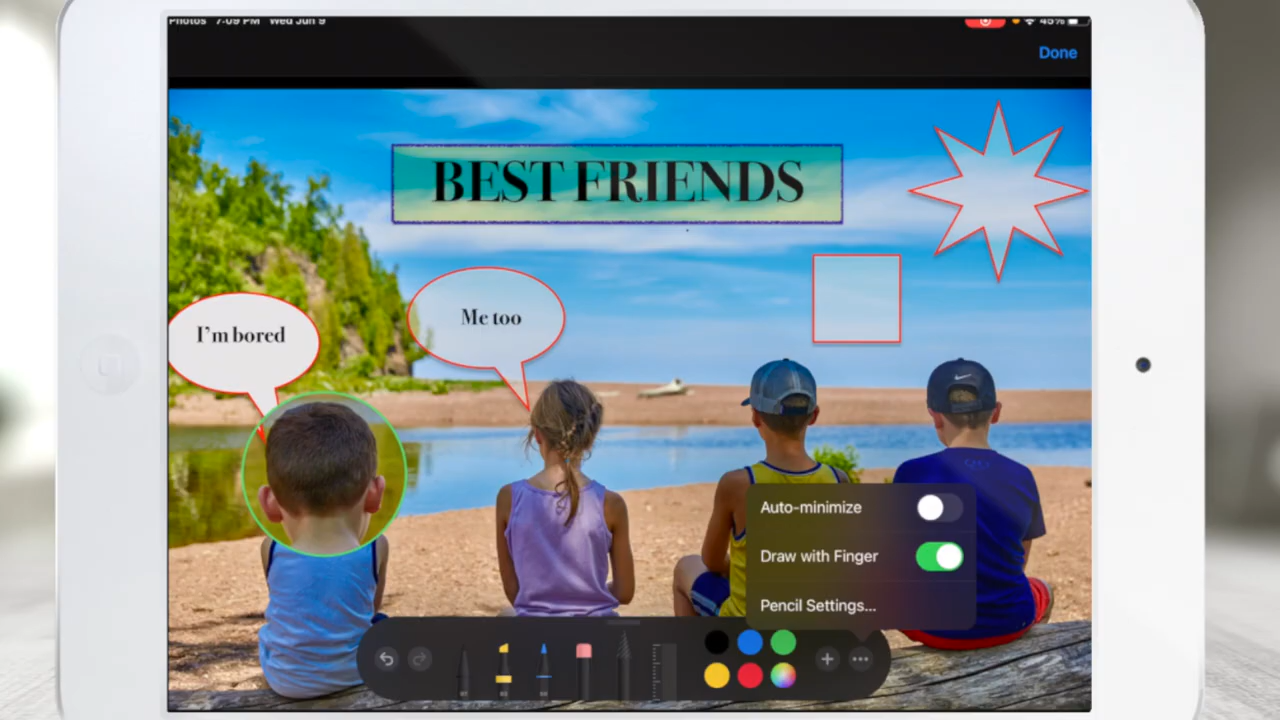 Photos 7:09 PM Wed Jun 9 45%
Done
BEST FRIENDS
Me too
I'm bored
Auto-minimize
Draw with Finger
Pencil Settings...